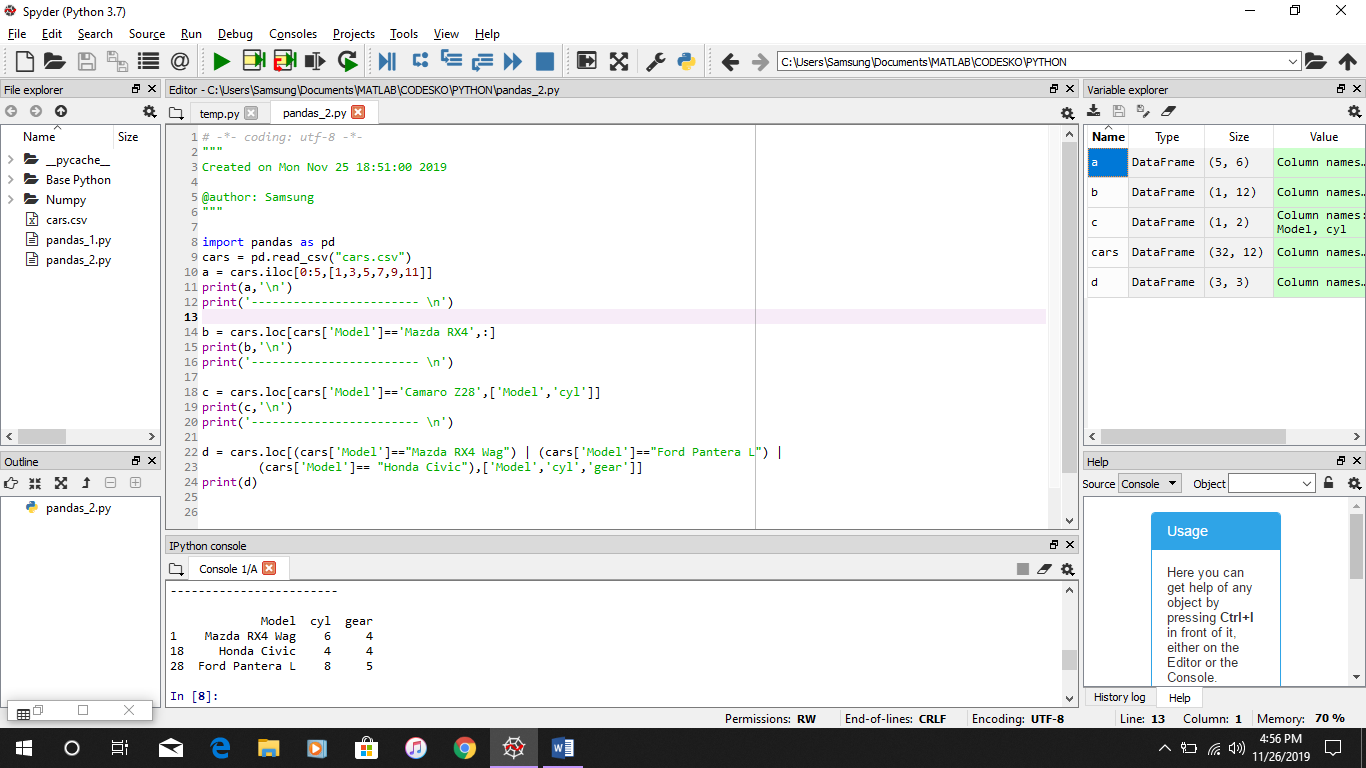 Spyder (Python 3.7)
File Edit Search Source Run Debug Consoles Projects Tools View Help
C:\Users\Samsung\Documents\MATLAB\CODESKO\PYTHON
File explorer
Name Size
__pycache__
Base Python
Numpy
cars.csv
pandas_1.py
pandas_2.py
Outline
pandas_2.py
Editor - C:\Users\Samsung\Documents\MATLAB\CODESKO\PYTHON\pandas_2.py
temp.py pandas_2.py
1 # -*- coding: utf-8 -*-
2 """
3 Created on Mon Nov 25 18:51:00 2019
4
5 @author: Samsung
6 """
7
8 import pandas as pd
9 cars = pd.read_csv("cars.csv")
10 a = cars.iloc[0:5,[1,3,5,7,9,11]]
11 print(a,'\n')
12 print('------------------------ \n')
13
14 b = cars.loc[cars['Model']=='Mazda RX4',:]
15 print(b,'\n')
16 print('------------------------ \n')
17
18 c = cars.loc[cars['Model']=='Camaro Z28',['Model','cyl']]
19 print(c,'\n')
20 print('------------------------ \n')
21
22 d = cars.loc[(cars['Model']=="Mazda RX4 Wag") | (cars['Model']=="Ford Pantera L") |
23         (cars['Model']== "Honda Civic"),['Model','cyl','gear']]
24 print(d)
25
26
IPython console
Console 1/A
------------------------
Model cyl gear
1 Mazda RX4 Wag 6 4
18 Honda Civic 4 4
28 Ford Pantera L 8 5
In [8]:
Variable explorer
Name Type Size Value
a DataFrame (5, 6) Column names…
b DataFrame (1, 12) Column names…
c DataFrame (1, 2) Column names:
Model, cyl
cars DataFrame (32, 12) Column names…
d DataFrame (3, 3) Column names…
Help
Source Console Object
Usage
Here you can
get help of any
object by
pressing Ctrl+I
in front of it,
either on the
Editor or the
Console.
History log Help
Permissions: RW End-of-lines: CRLF Encoding: UTF-8 Line: 13 Column: 1 Memory: 70 %
4:56 PM
11/26/2019